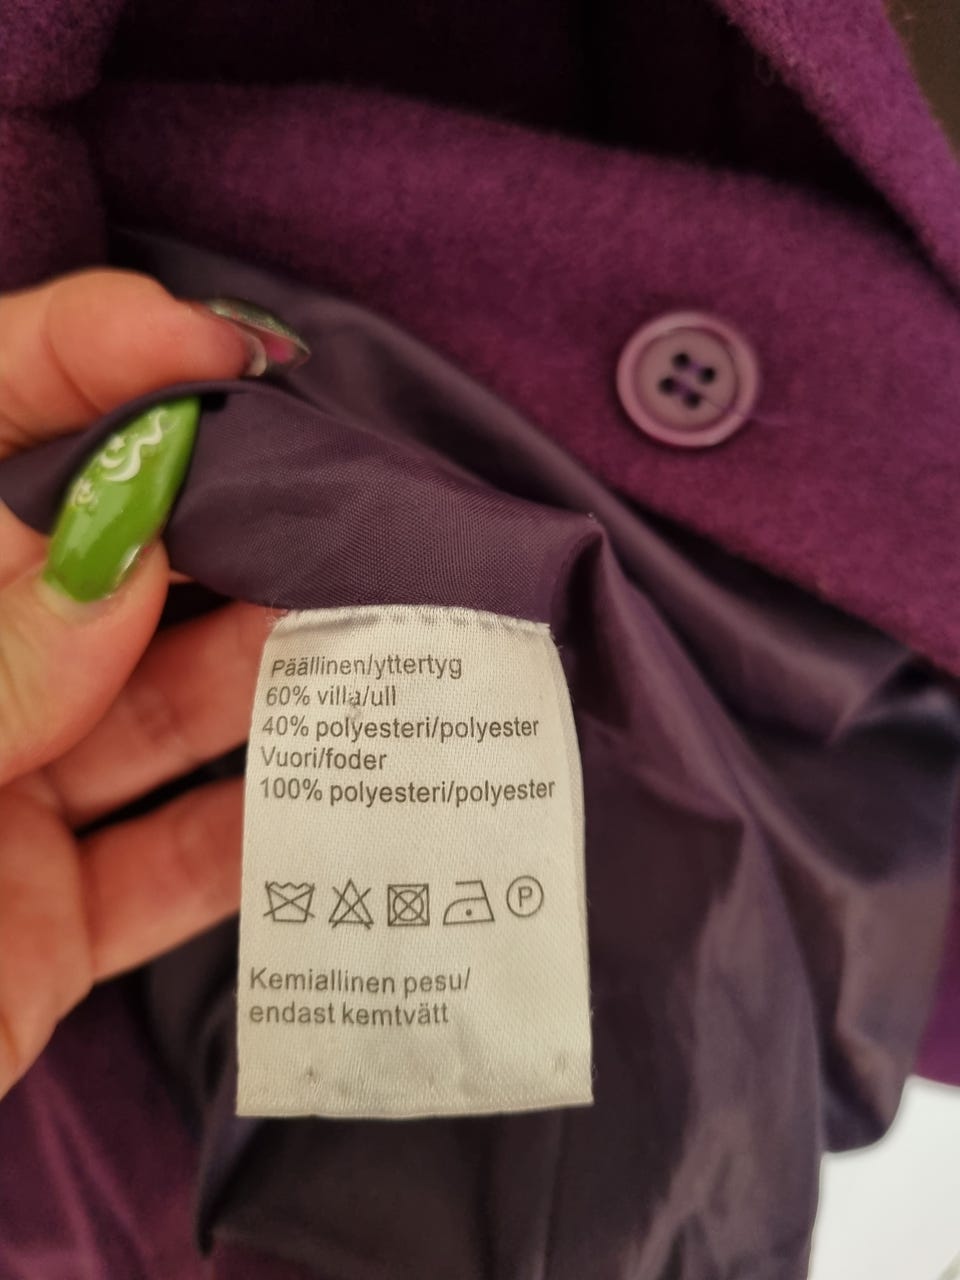 Päällinen/yttertyg
60% villa/ull
40% polyesteri/polyester
Vuori/foder
100% polyesteri/polyester
P
Kemiallinen pesu/
endast kemtvätt